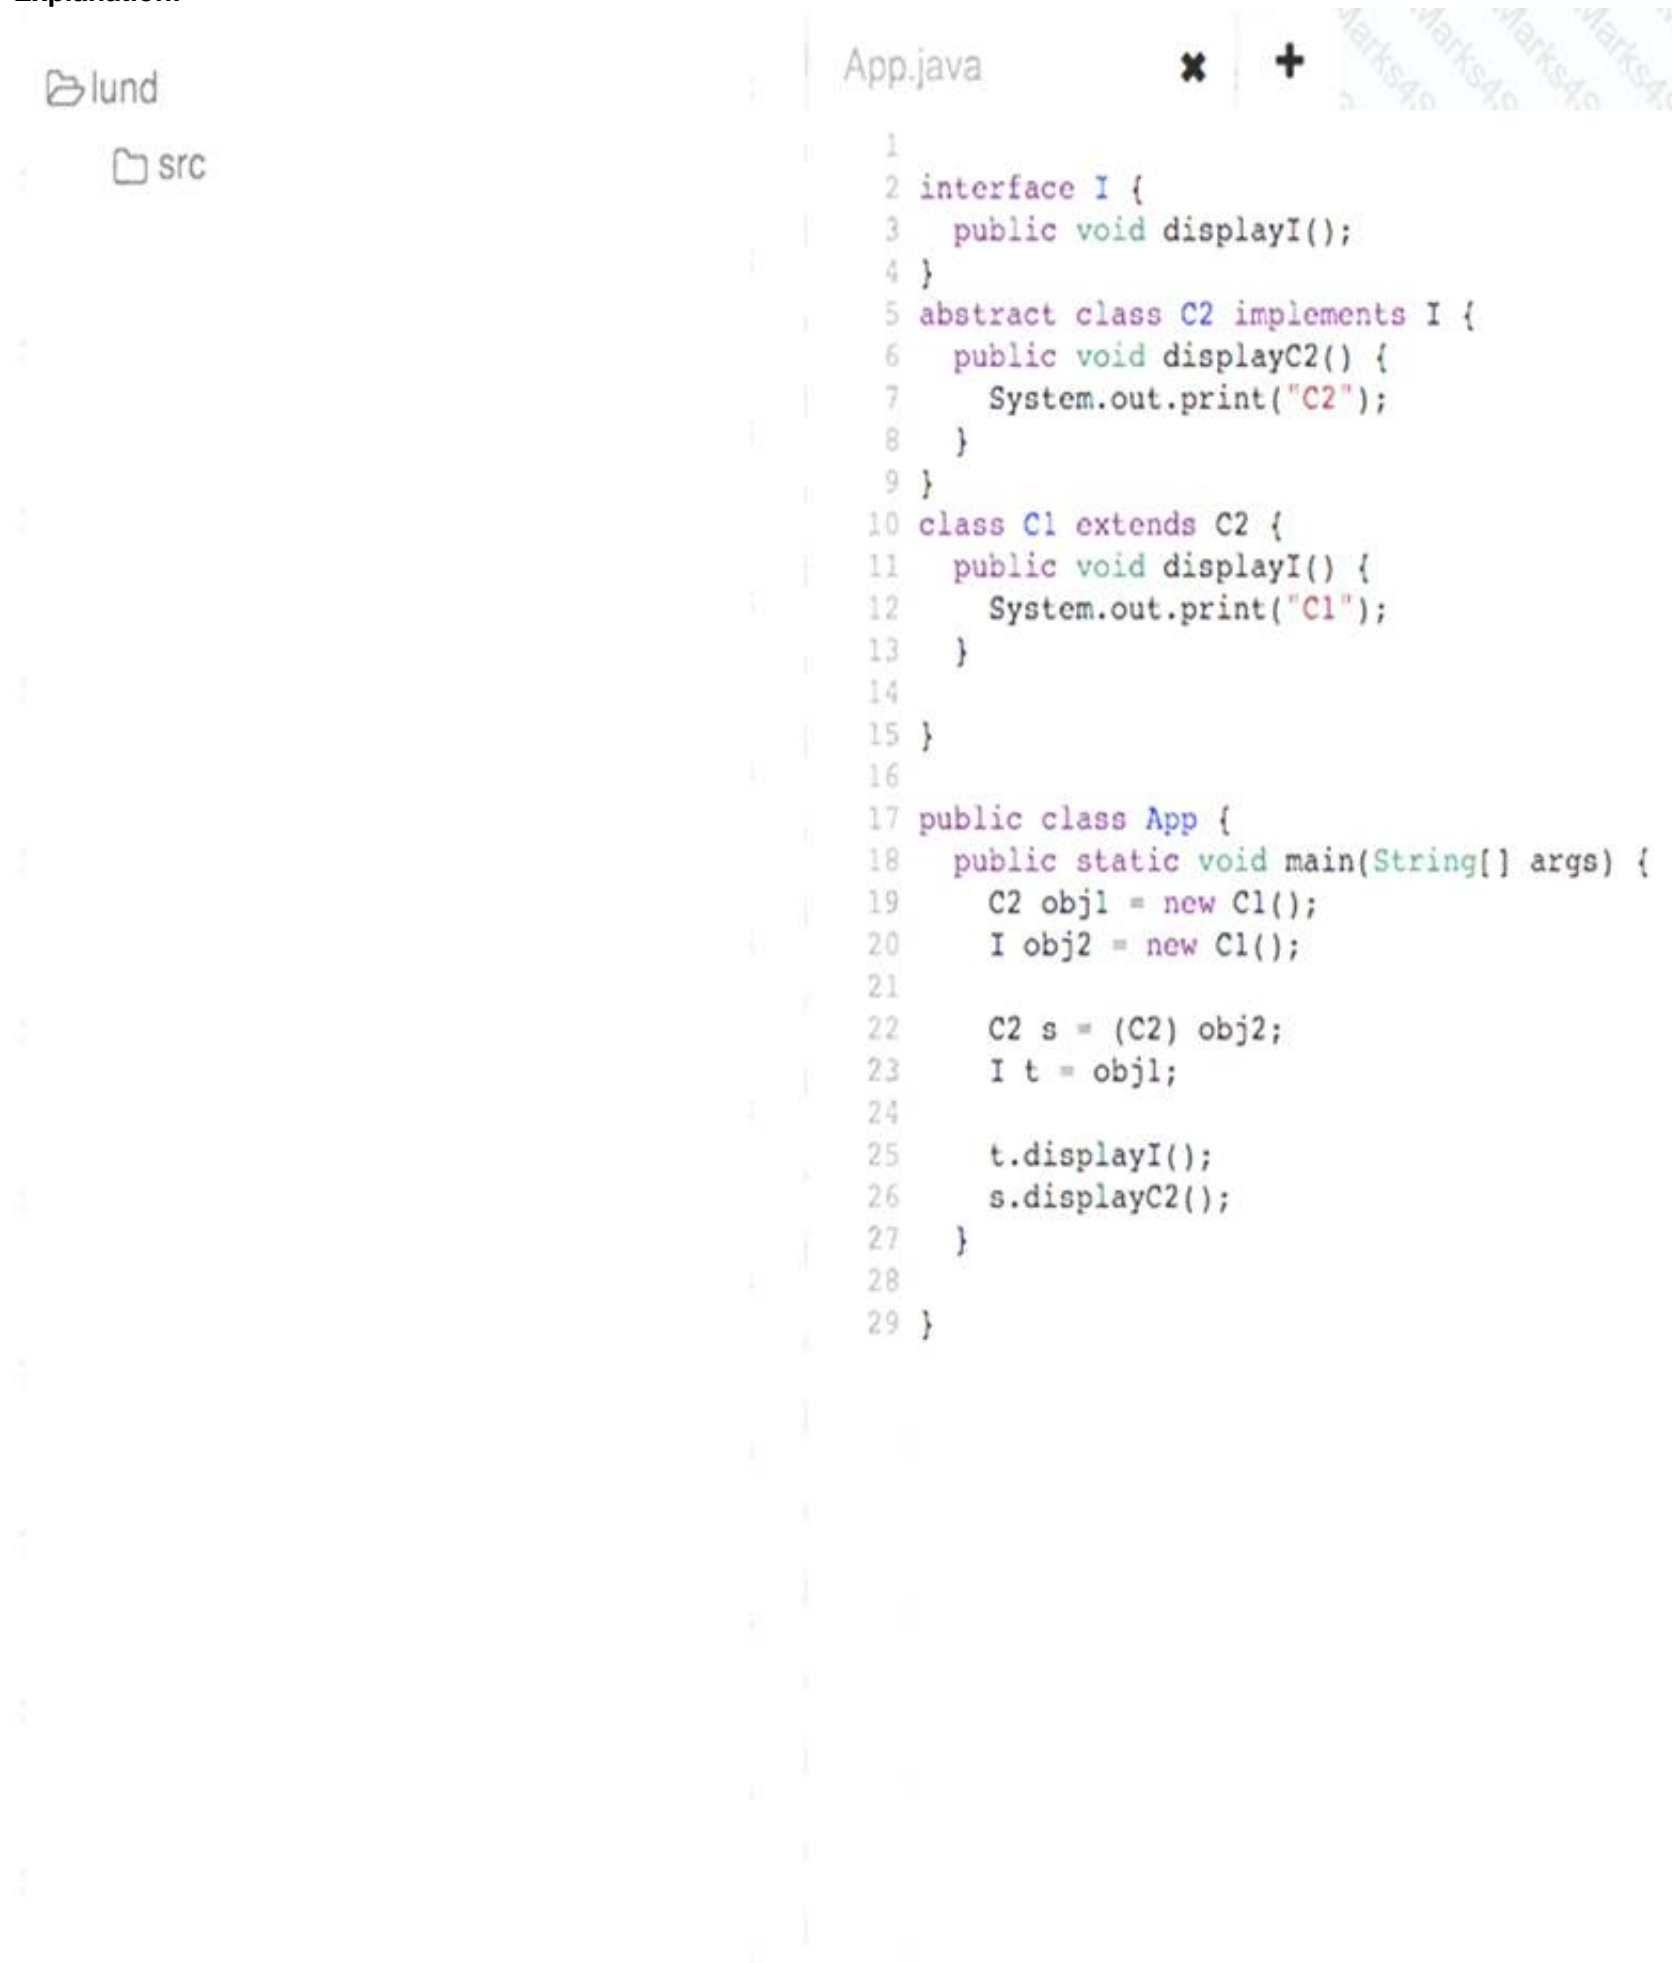 lund
src
App.java
1
2 interface I {
3 public void displayI();
4 }
5 abstract class C2 implements I {
6 public void displayC2() {
7 System.out.print("C2");
8 }
9 }
10 class C1 extends C2 {
11 public void displayI() {
12 System.out.print("C1");
13 }
14
15 }
16
17 public class App {
18 public static void main(String[] args) {
19 C2 obj1 = new C1();
20 I obj2 = new C1();
21
22 C2 s = (C2) obj2;
23 I t = obj1;
24
25 t.displayI();
26 s.displayC2();
27 }
28
29 }